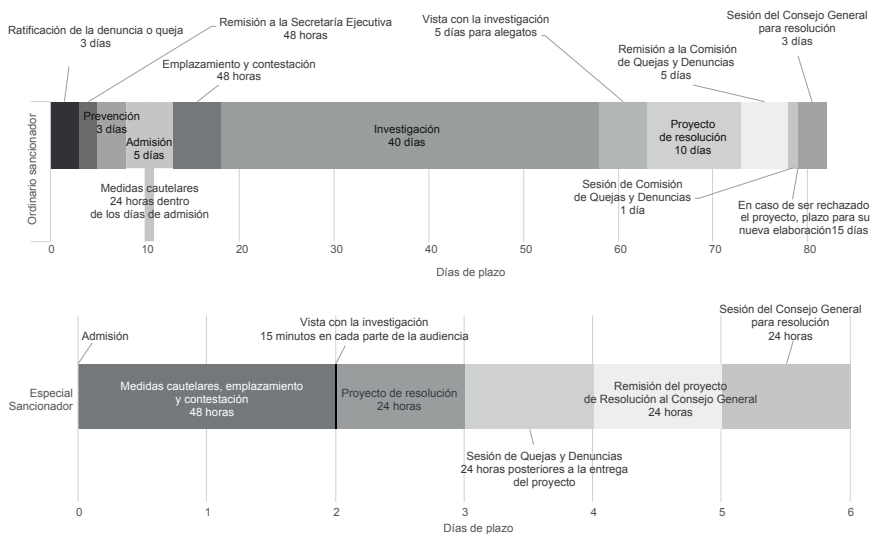 Ratificación de la denuncia o queja
3 días
Remisión a la Secretaría Ejecutiva
48 horas
Emplazamiento y contestación
48 horas
Vista con la investigación
5 días para alegatos
Remisión a la Comisión
de Quejas y Denuncias
5 días
Sesión del Consejo General
para resolución
3 días
Ordinario sancionador
Prevención
3 días
Admisión
5 días
Investigación
40 días
Proyecto
de resolución
10 días
Medidas cautelares
24 horas dentro
de los días de admisión
Sesión de Comisión
de Quejas y Denuncias
1 día
En caso de ser rechazado
el proyecto, plazo para su
nueva elaboración15 días
0 10 20 30 40 50 60 70 80
Días de plazo
Admisión
Vista con la investigación
15 minutos en cada parte de la audiencia
Sesión del Consejo General
para resolución
24 horas
Especial
Sancionador
Medidas cautelares, emplazamiento
y contestación
48 horas
Proyecto de resolución
24 horas
Remisión del proyecto
de Resolución al Consejo General
24 horas
Sesión de Quejas y Denuncias
24 horas posteriores a la entrega
del proyecto
0 1 2 3 4 5 6
Días de plazo